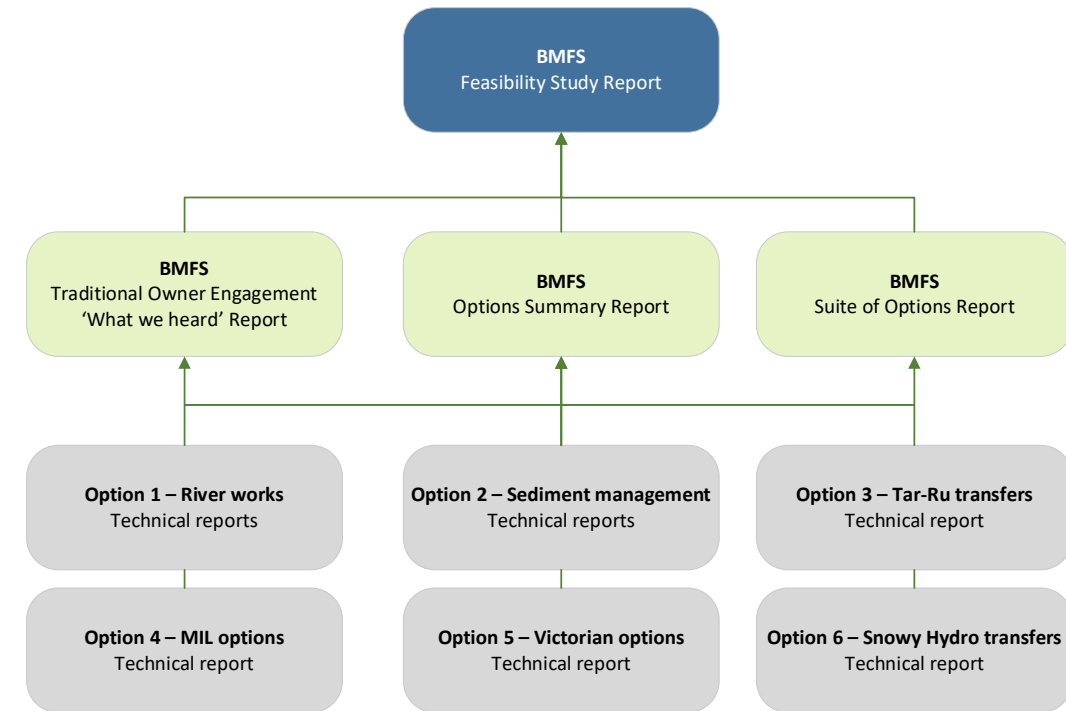 BMFS
Feasibility Study Report
BMFS
Traditional Owner Engagement
‘What we heard’ Report
BMFS
Options Summary Report
BMFS
Suite of Options Report
Option 1 – River works
Technical reports
Option 2 – Sediment management
Technical reports
Option 3 – Tar-Ru transfers
Technical report
Option 4 – MIL options
Technical report
Option 5 – Victorian options
Technical report
Option 6 – Snowy Hydro transfers
Technical report